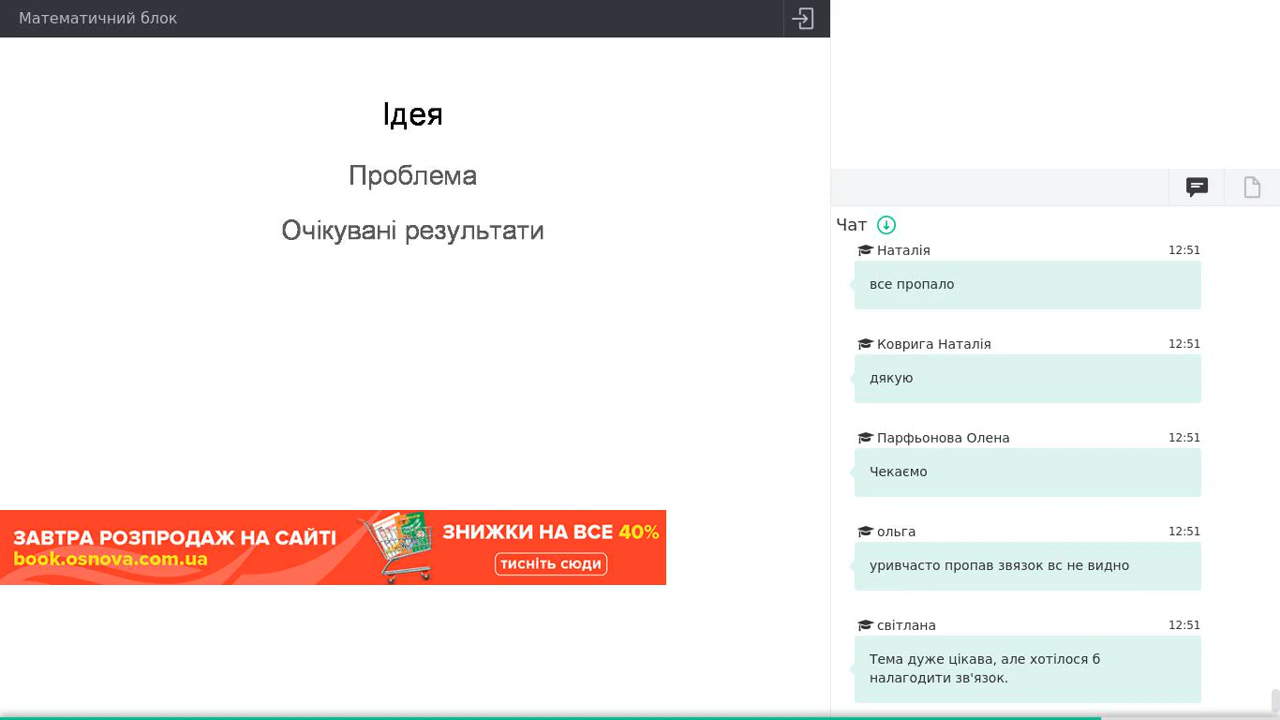 Математичний блок
Ідея
Проблема
Очікувані результати
ЗАВТРА РОЗПРОДАЖ НА САЙТІ
book.osnova.com.ua
ЗНИЖКИ НА ВСЕ 40%
тисніть сюди
Чат
Наталія 12:51
все пропало
Коврига Наталія 12:51
дякую
Парфьонова Олена 12:51
Чекаємо
ольга 12:51
уривчасто пропав звязок вс не видно
світлана 12:51
Тема дуже цікава, але хотілося б
налагодити зв'язок.